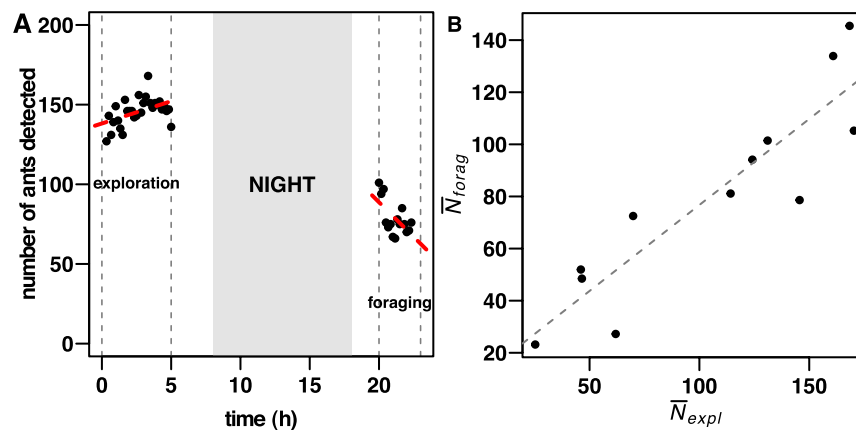 A
200
150
100
50
0
number of ants detected
exploration
NIGHT
foraging
0
5
10
15
20
time (h)
B
140
120
100
80
60
40
20
N̅forag
50
100
150
N̅expl